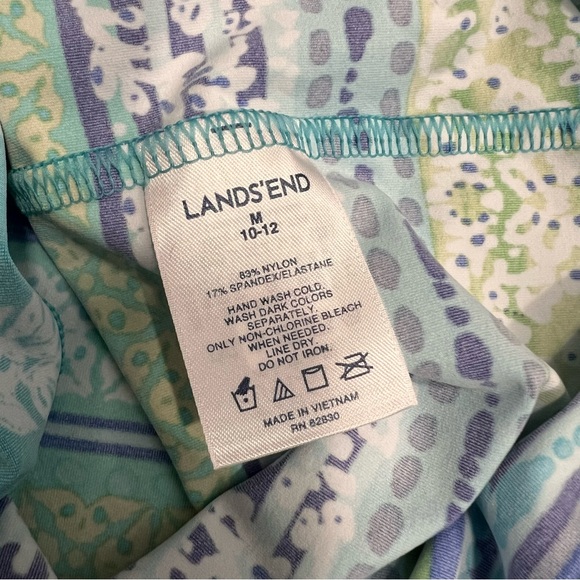 LANDS'END
M
10-12
83% NYLON
17% SPANDEX/ELASTANE
HAND WASH COLD.
WASH DARK COLORS
SEPARATELY.
ONLY NON-CHLORINE BLEACH
WHEN NEEDED.
LINE DRY.
DO NOT IRON.
MADE IN VIETNAM
RN 82830